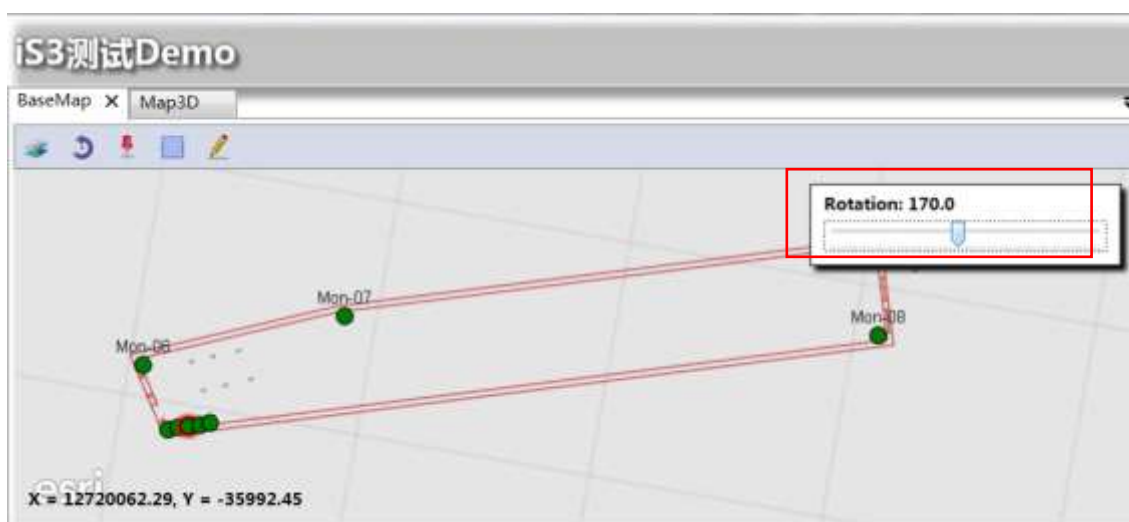 iS3测试Demo
BaseMap X Map3D
Rotation: 170.0
Mon-07
Mon-08
Mon-06
esri
X = 12720062.29, Y = -35992.45